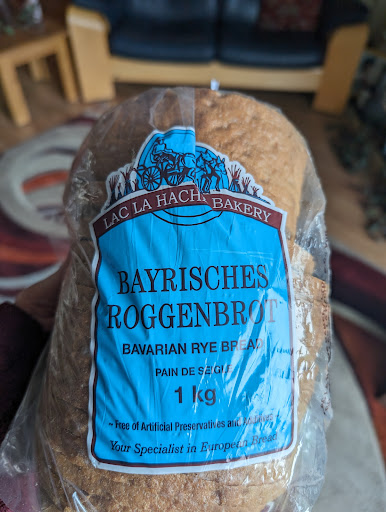 LAC LA HACHE BAKERY
BAYRISCHES
ROGGENBROT
BAVARIAN RYE BREAD
PAIN DE SEIGLE
1 kg
~ Free of Artificial Preservatives and
Your Specialist in European Bread